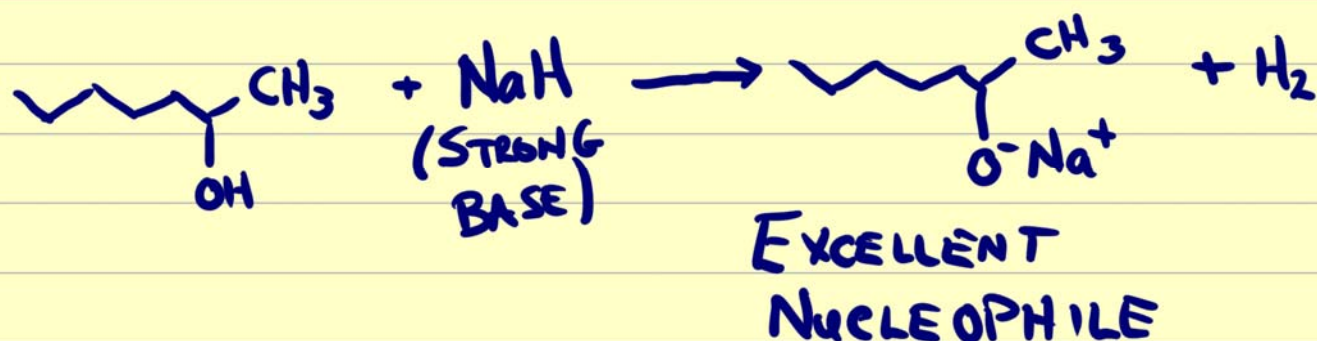 CH3 + NaH → CH3 + H2
(STRONG
BASE)
OH
O⁻Na⁺
EXCELLENT
NUCLEOPHILE